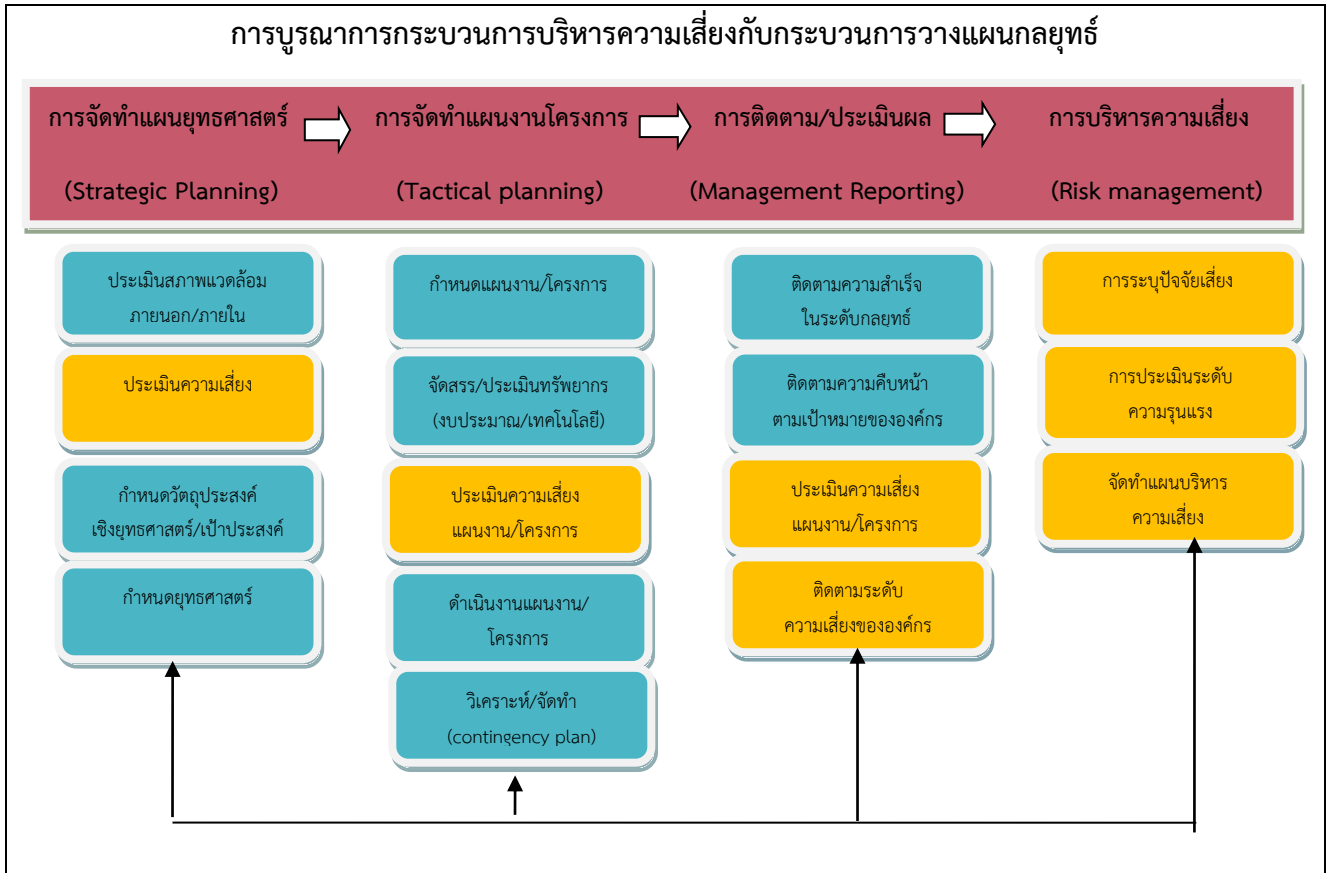 การบูรณาการกระบวนการบริหารความเสี่ยงกับกระบวนการวางแผนกลยุทธ์
การจัดทำแผนยุทธศาสตร์
(Strategic Planning)
การจัดทำแผนงานโครงการ
(Tactical planning)
การติดตาม/ประเมินผล
(Management Reporting)
การบริหารความเสี่ยง
(Risk management)
ประเมินสภาพแวดล้อม
ภายนอก/ภายใน
ประเมินความเสี่ยง
กำหนดวัตถุประสงค์
เชิงยุทธศาสตร์/เป้าประสงค์
กำหนดยุทธศาสตร์
กำหนดแผนงาน/โครงการ
จัดสรร/ประเมินทรัพยากร
(งบประมาณ/เทคโนโลยี)
ประเมินความเสี่ยง
แผนงาน/โครงการ
ดำเนินงานแผนงาน/
โครงการ
วิเคราะห์/จัดทำ
(contingency plan)
ติดตามความสำเร็จ
ในระดับกลยุทธ์
ติดตามความคืบหน้า
ตามเป้าหมายขององค์กร
ประเมินความเสี่ยง
แผนงาน/โครงการ
ติดตามระดับ
ความเสี่ยงขององค์กร
การระบุปัจจัยเสี่ยง
การประเมินระดับ
ความรุนแรง
จัดทำแผนบริหาร
ความเสี่ยง